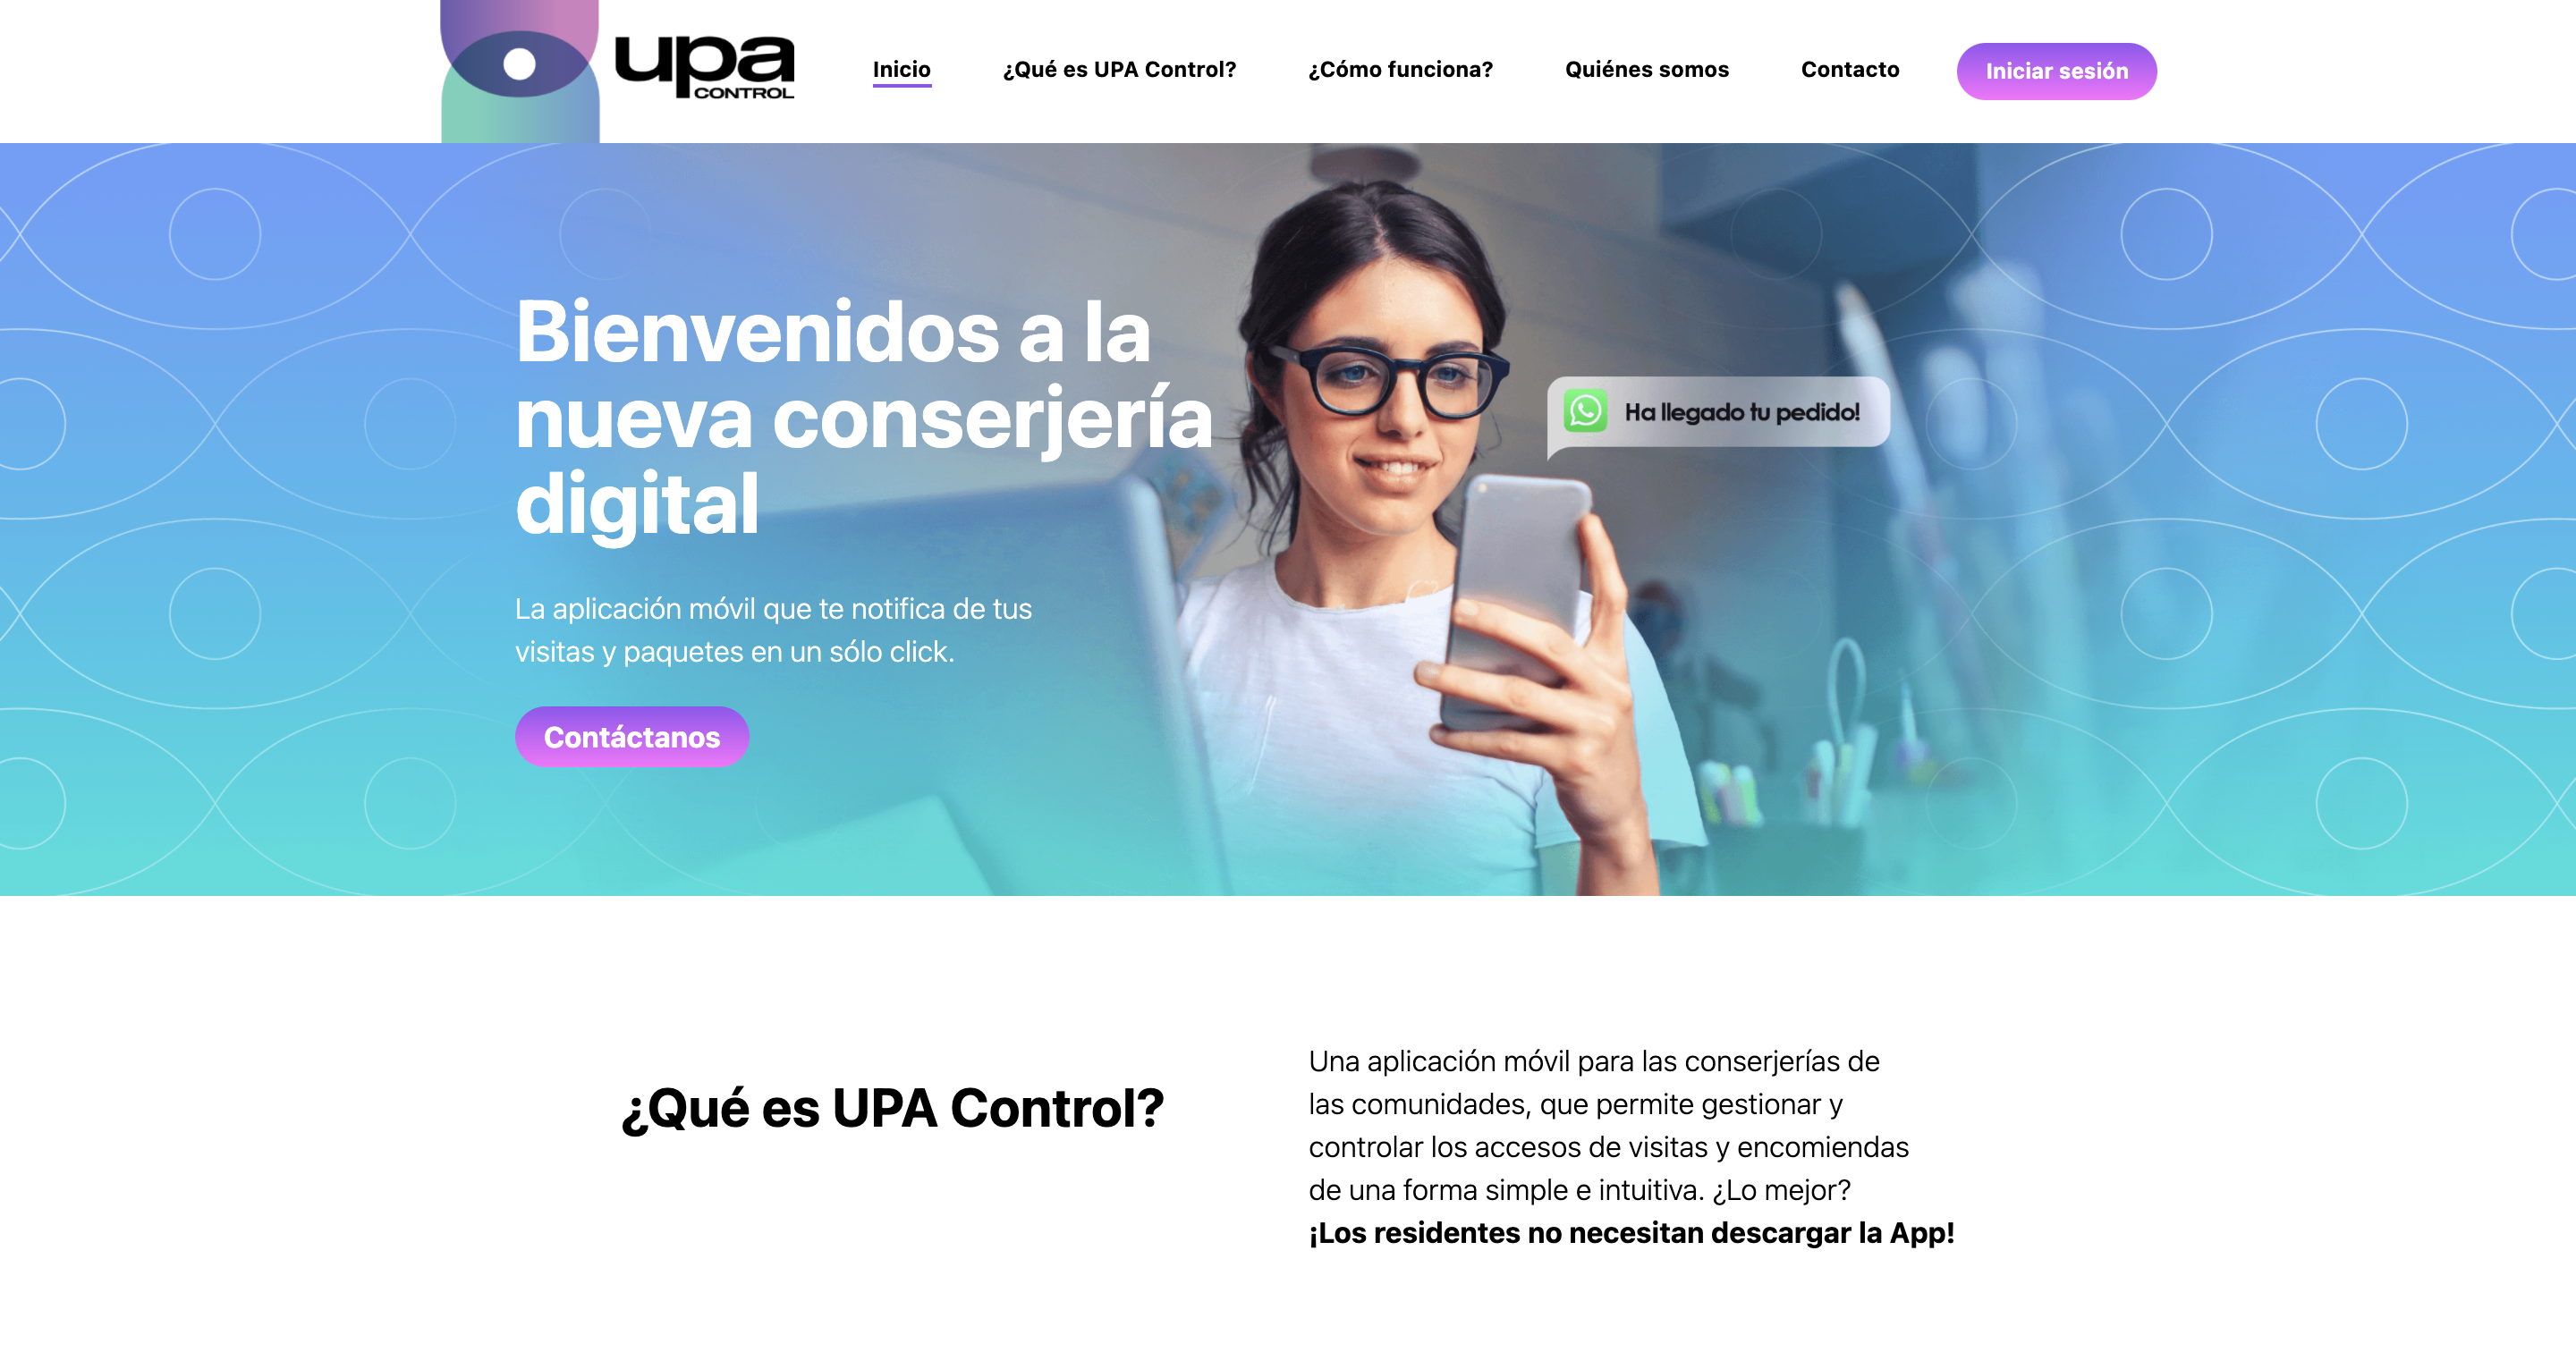 upa
CONTROL
Inicio
¿Qué es UPA Control?
¿Cómo funciona?
Quiénes somos
Contacto
Iniciar sesión
Bienvenidos a la
nueva conserjería
digital
La aplicación móvil que te notifica de tus
visitas y paquetes en un sólo click.
Contáctanos
Ha llegado tu pedido!
¿Qué es UPA Control?
Una aplicación móvil para las conserjerías de
las comunidades, que permite gestionar y
controlar los accesos de visitas y encomiendas
de una forma simple e intuitiva. ¿Lo mejor?
¡Los residentes no necesitan descargar la App!